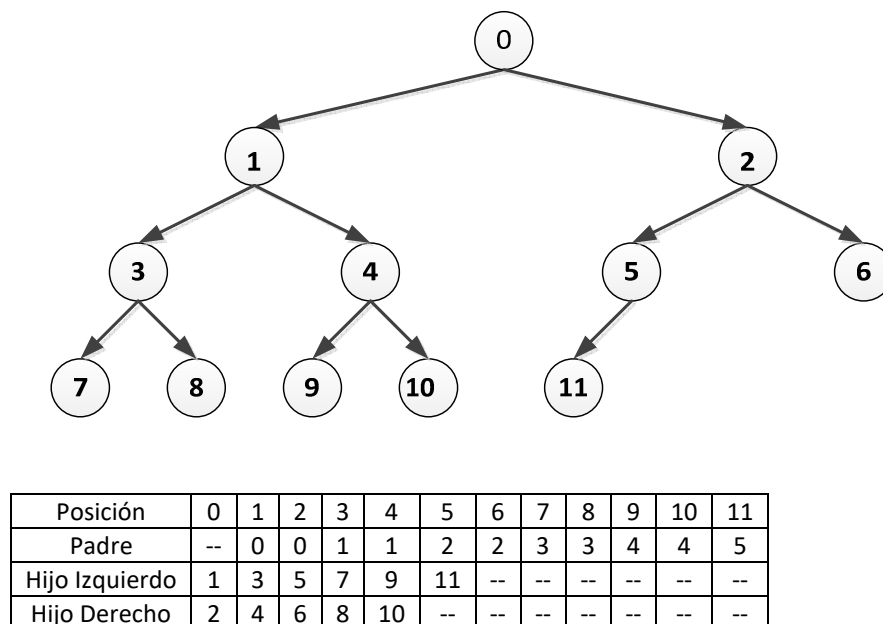 0
1 2
3 4 5 6
7 8 9 10 11
Posición 0 1 2 3 4 5 6 7 8 9 10 11
Padre -- 0 0 1 1 2 2 3 3 4 4 5
Hijo Izquierdo 1 3 5 7 9 11 -- -- -- -- -- --
Hijo Derecho 2 4 6 8 10 -- -- -- -- -- -- --